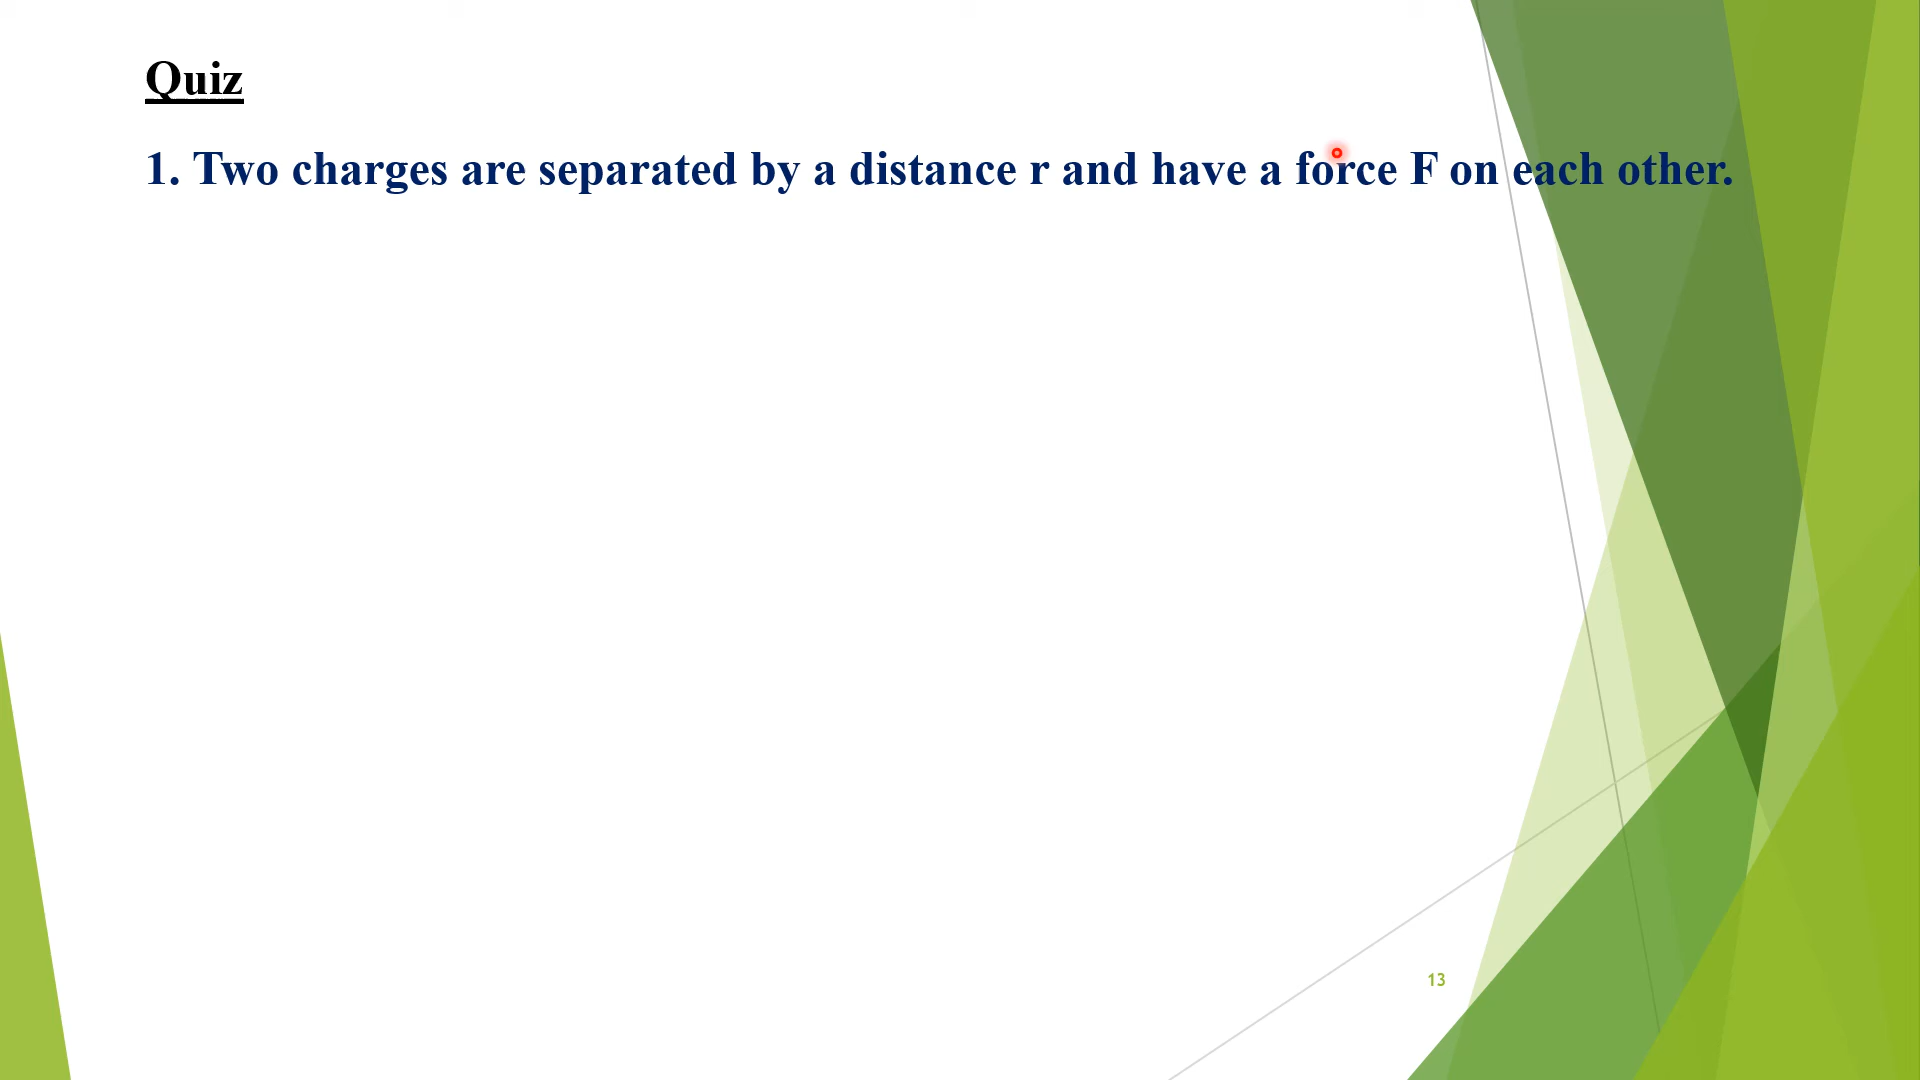 Quiz
1. Two charges are separated by a distance r and have a force F on each other.
13